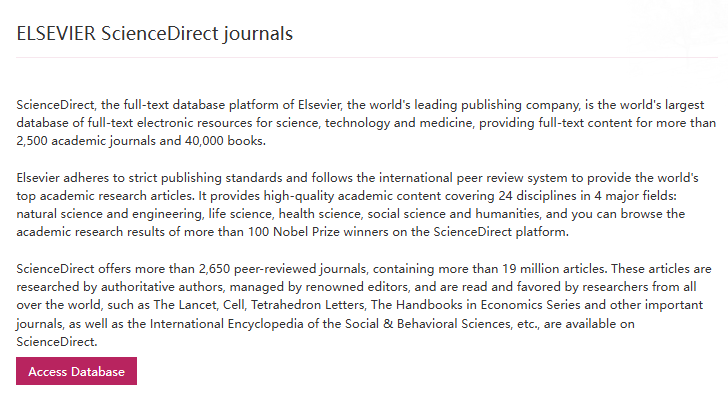 ELSEVIER ScienceDirect journals
ScienceDirect, the full-text database platform of Elsevier, the world's leading publishing company, is the world's largest
database of full-text electronic resources for science, technology and medicine, providing full-text content for more than
2,500 academic journals and 40,000 books.
Elsevier adheres to strict publishing standards and follows the international peer review system to provide the world's
top academic research articles. It provides high-quality academic content covering 24 disciplines in 4 major fields:
natural science and engineering, life science, health science, social science and humanities, and you can browse the
academic research results of more than 100 Nobel Prize winners on the ScienceDirect platform.
ScienceDirect offers more than 2,650 peer-reviewed journals, containing more than 19 million articles. These articles are
researched by authoritative authors, managed by renowned editors, and are read and favored by researchers from all
over the world, such as The Lancet, Cell, Tetrahedron Letters, The Handbooks in Economics Series and other important
journals, as well as the International Encyclopedia of the Social & Behavioral Sciences, etc., are available on
ScienceDirect.
Access Database